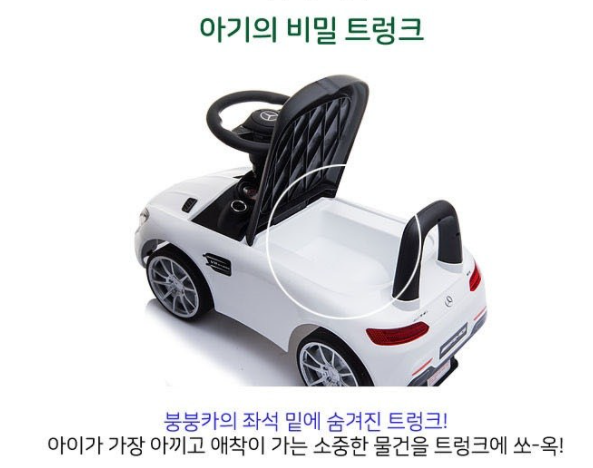 아기의 비밀 트렁크
붕붕카의 좌석 밑에 숨겨진 트렁크!
아이가 가장 아끼고 애착이 가는 소중한 물건을 트렁크에 쏘-옥!